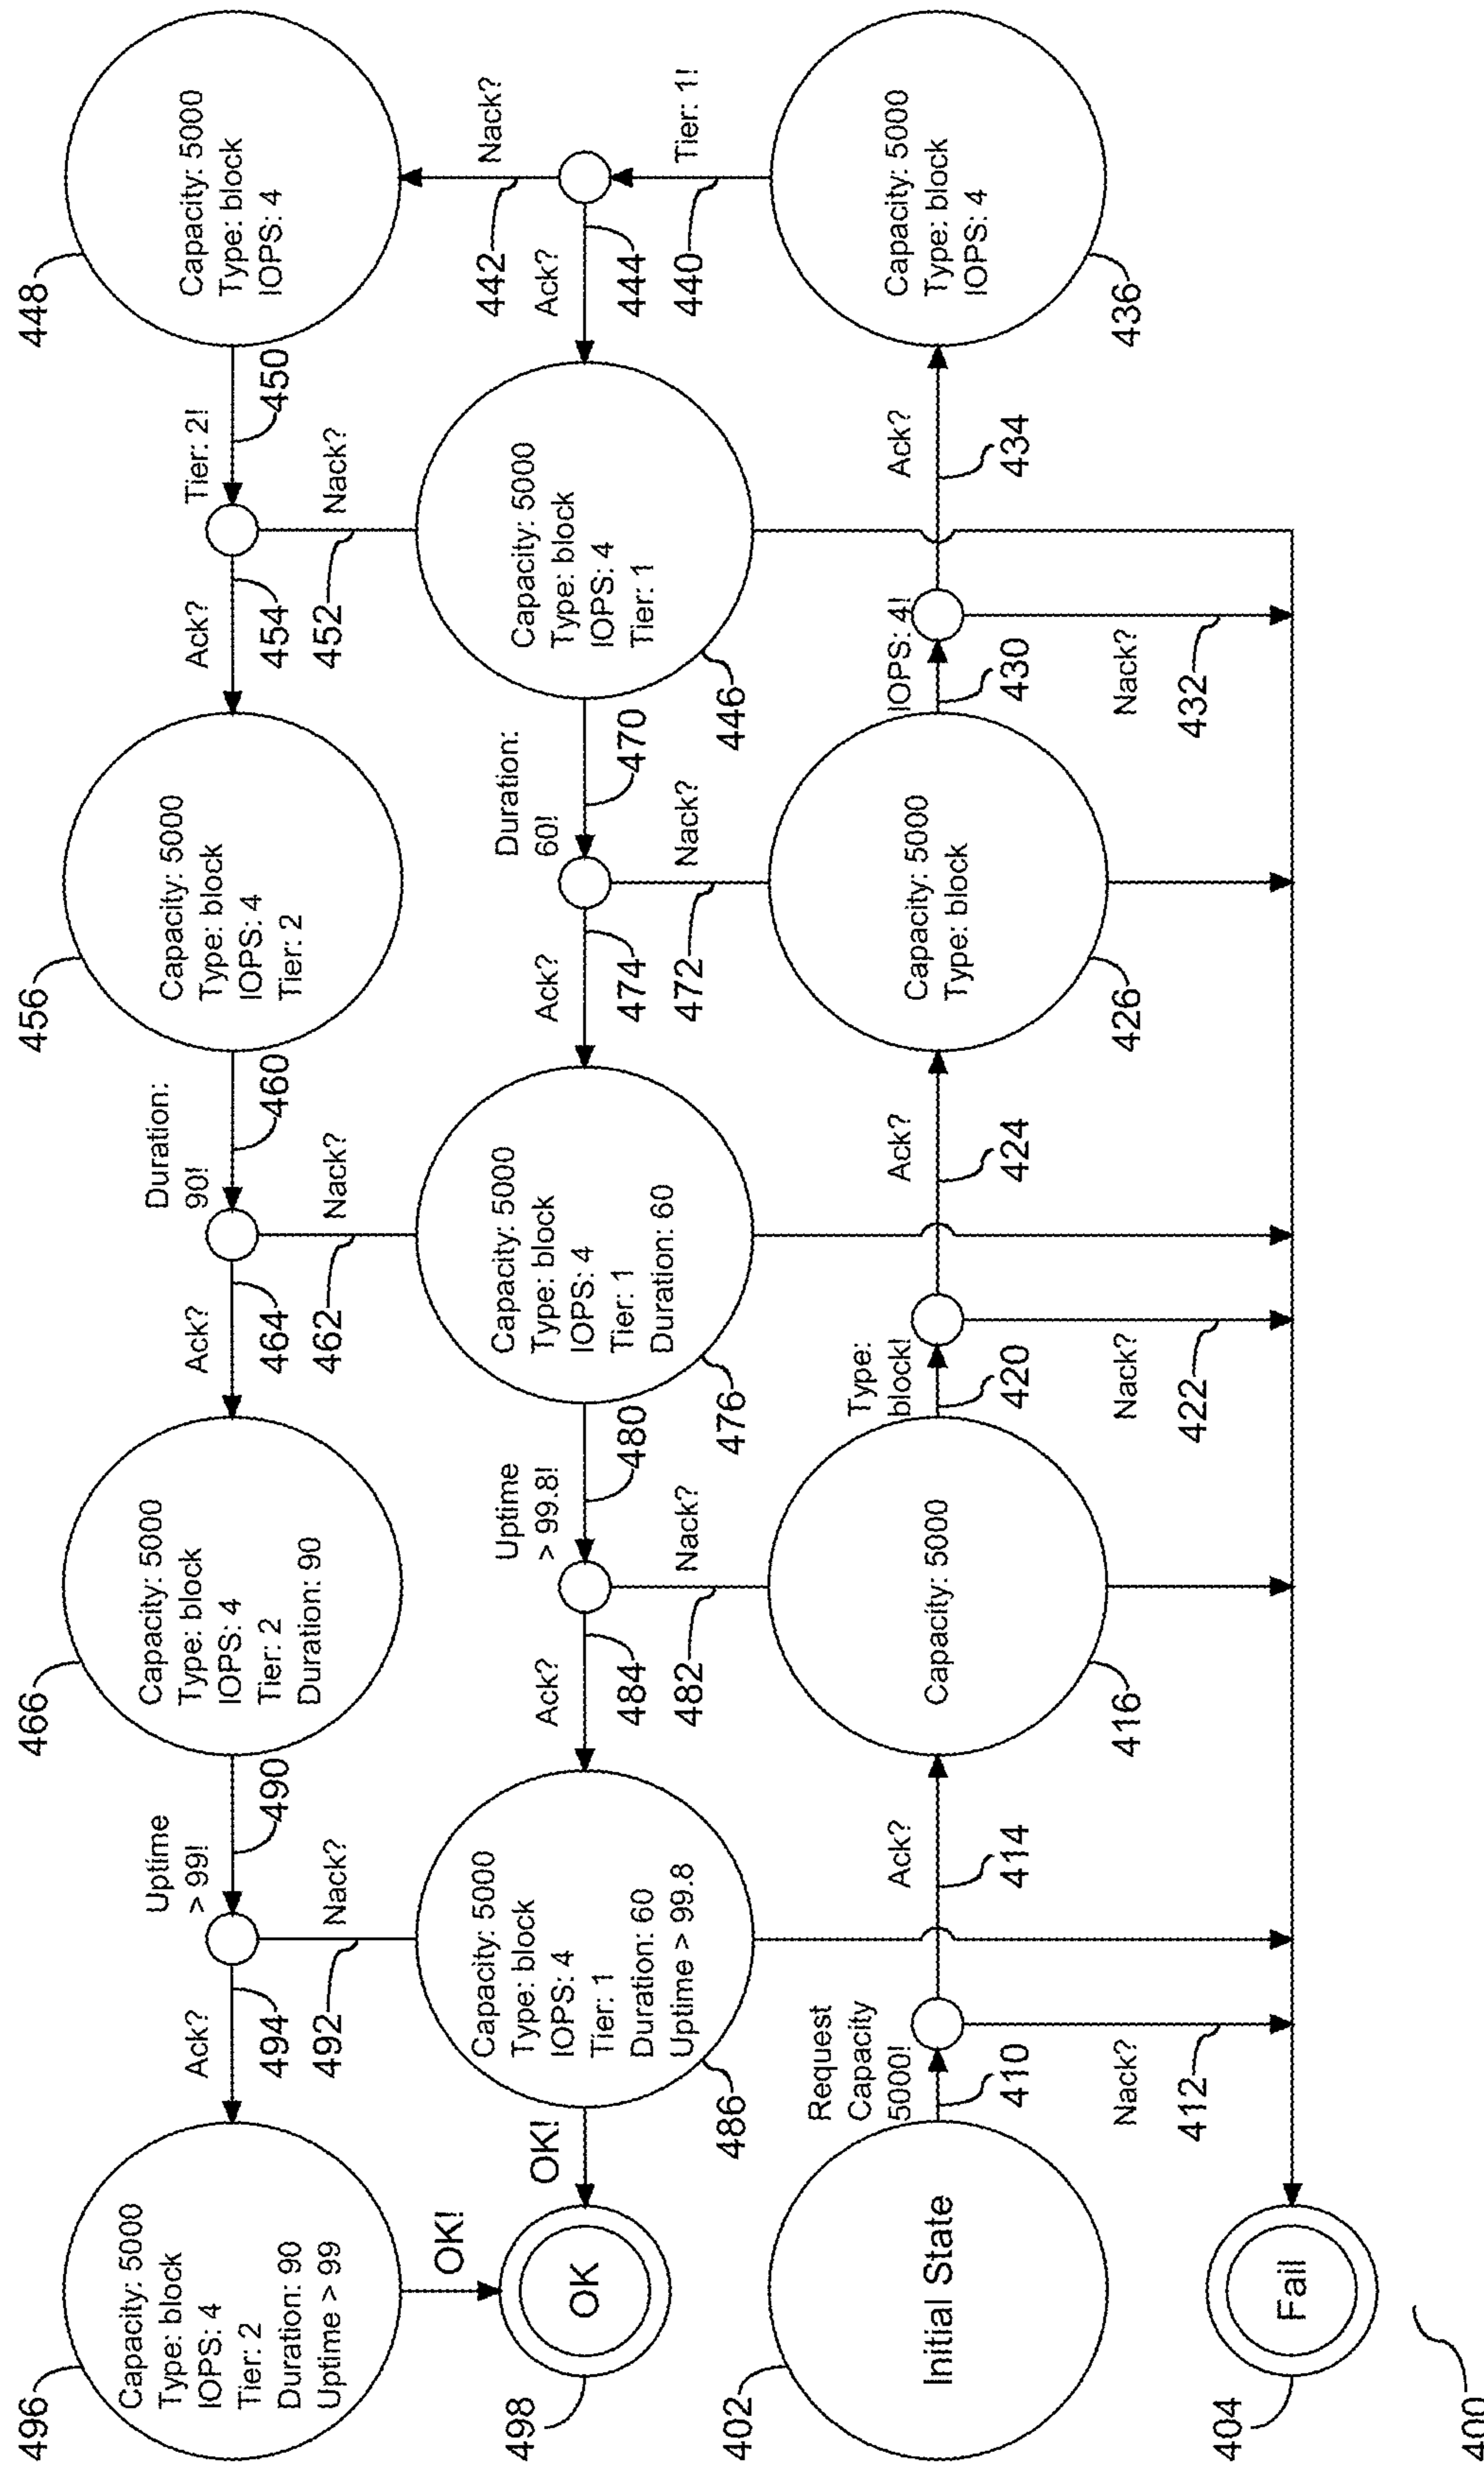 496
Capacity: 5000
Type: block
IOPS: 4
Tier: 2
Duration: 90
Uptime > 99
Ack?
494
492
Nack?
Uptime
> 99!
490
466
Capacity: 5000
Type: block
IOPS: 4
Tier: 2
Duration: 90
Ack?
464
462
Nack?
Duration:
90!
460
456
Capacity: 5000
Type: block
IOPS: 4
Tier: 2
Ack?
454
452
Nack?
Tier: 2!
450
448
Capacity: 5000
Type: block
IOPS: 4
OK!
498
OK
OK!
486
Capacity: 5000
Type: block
IOPS: 4
Tier: 1
Duration: 60
Uptime > 99.8
Ack?
484
482
Nack?
Uptime
> 99.8!
480
476
Capacity: 5000
Type: block
IOPS: 4
Tier: 1
Duration: 60
Ack?
474
472
Nack?
Duration:
60!
470
446
Capacity: 5000
Type: block
IOPS: 4
Tier: 1
Ack?
444
442
Nack?
440
Tier: 1!
402
Initial State
Request
Capacity
5000!
410
Nack?
412
Ack?
414
416
Capacity: 5000
Type:
block!
420
Nack?
422
Ack?
424
426
Capacity: 5000
Type: block
IOPS: 4!
430
Nack?
432
Ack?
434
436
Capacity: 5000
Type: block
IOPS: 4
404
Fail
400